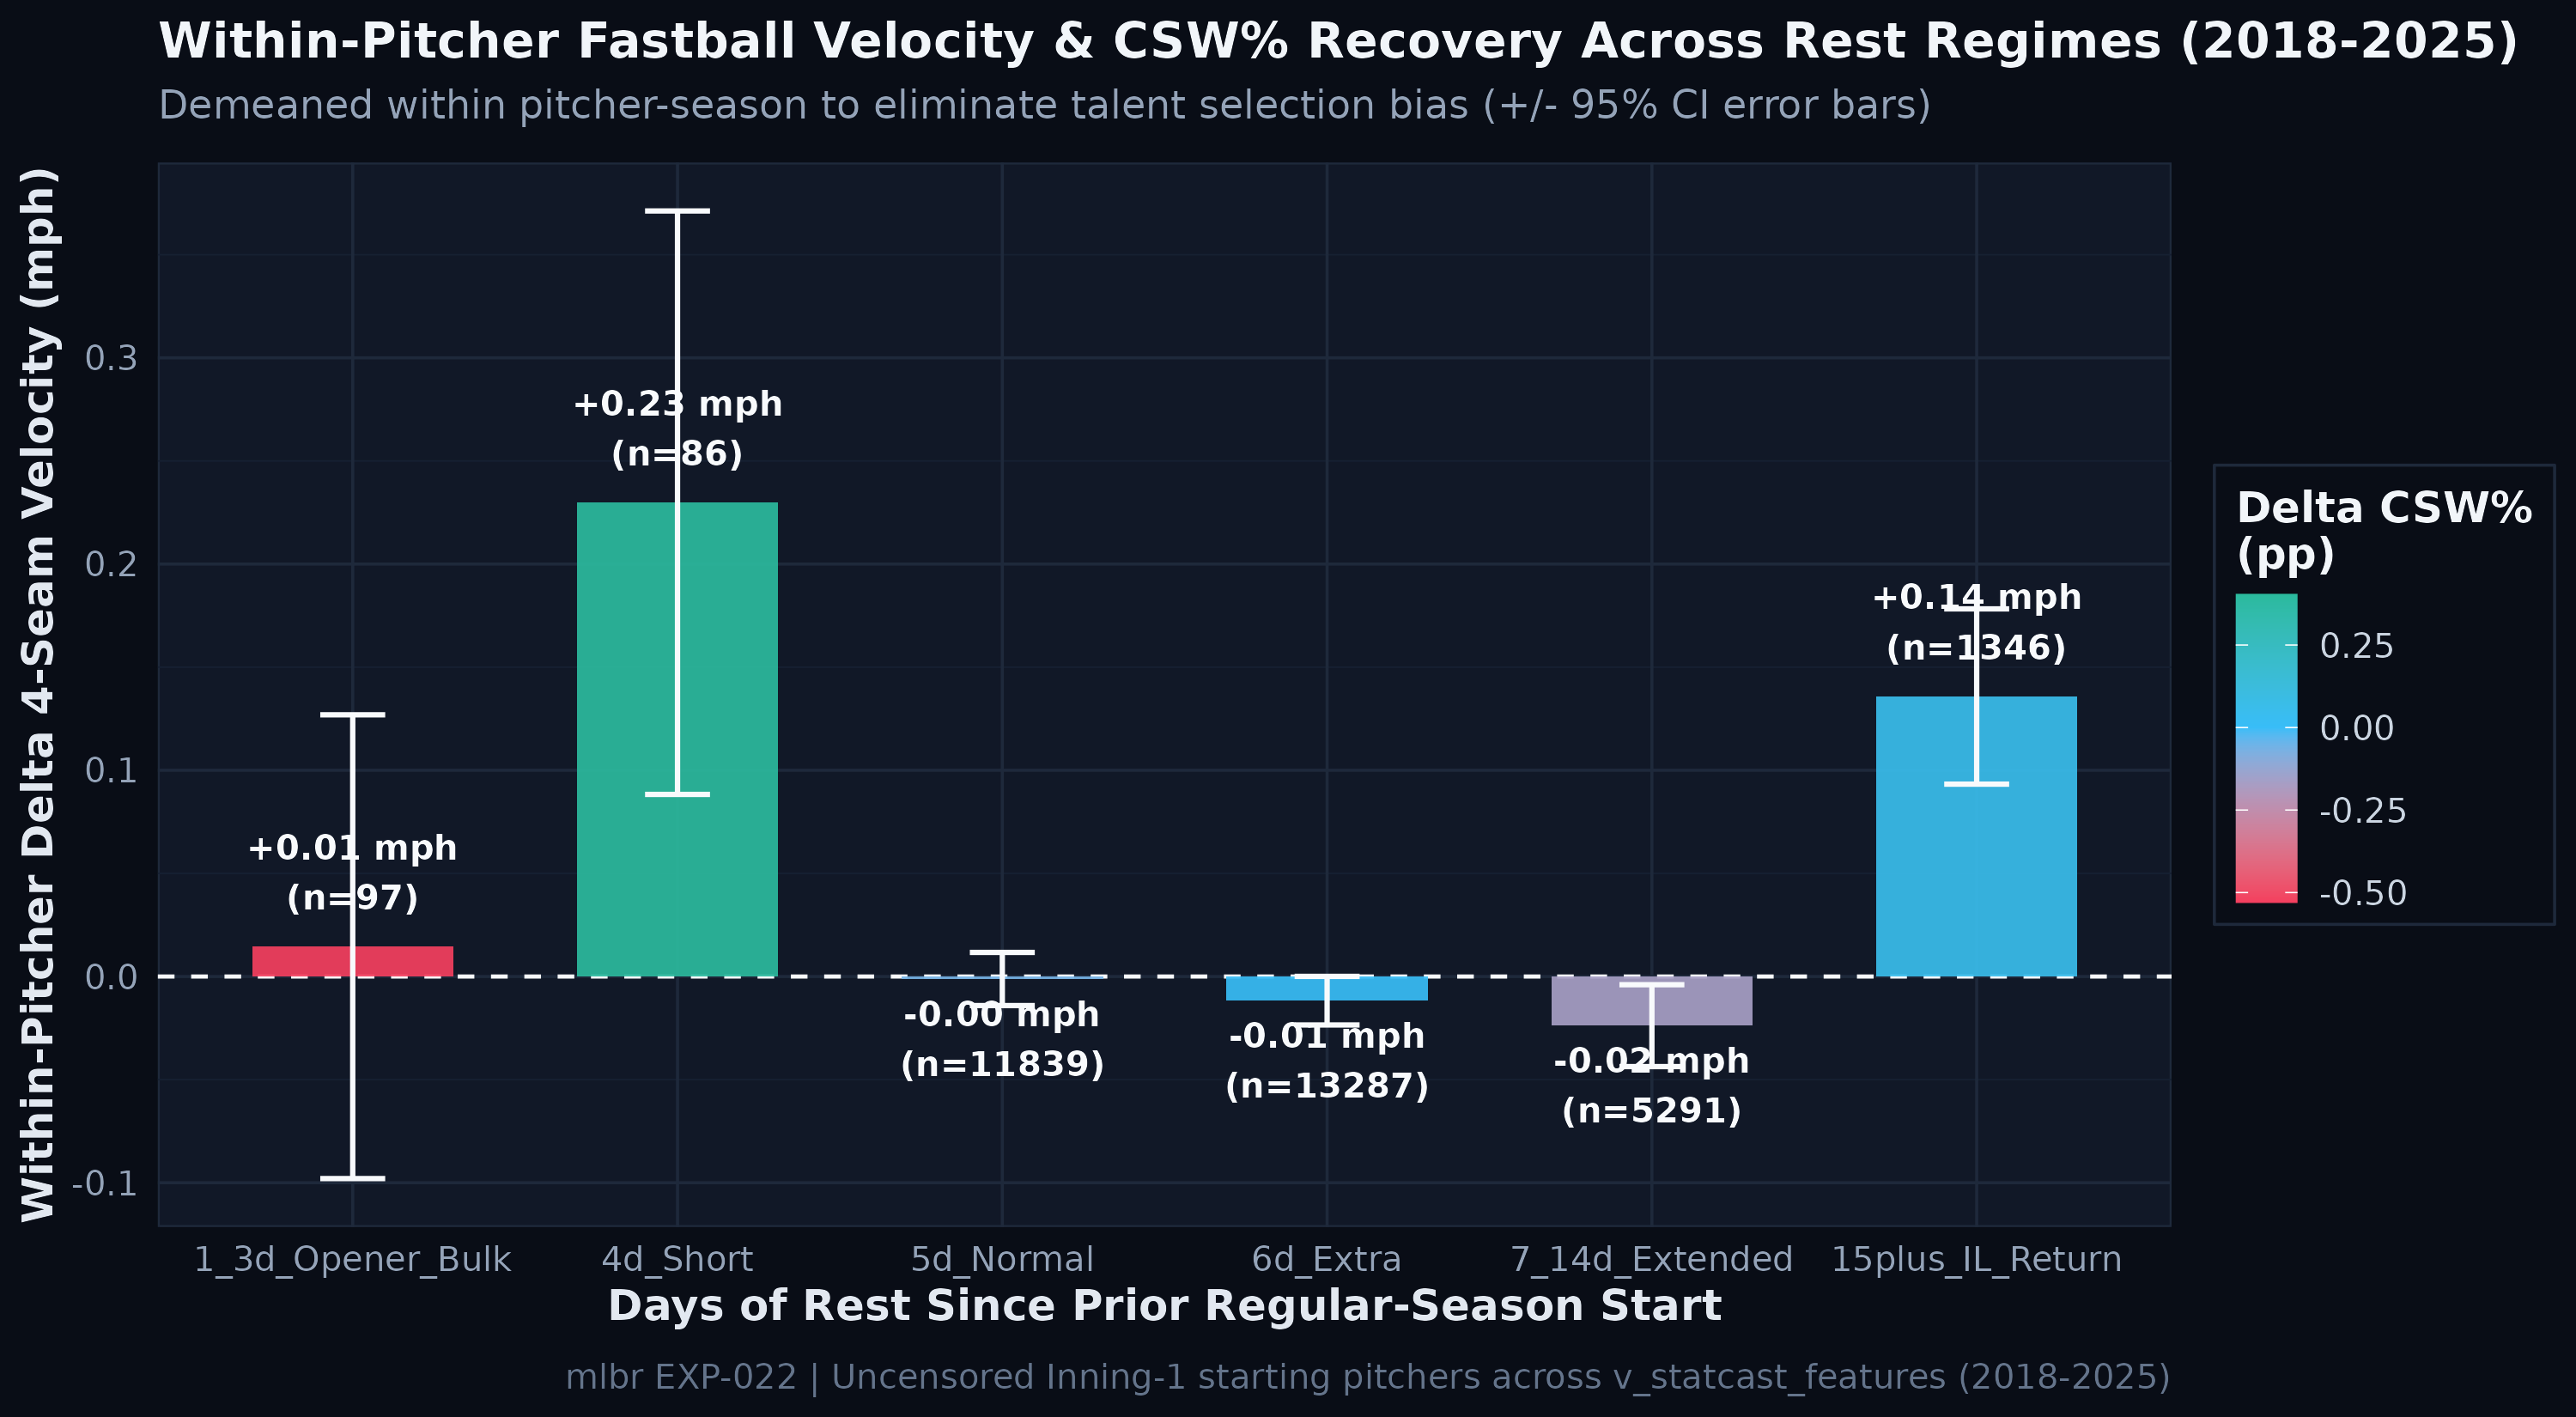 Within-Pitcher Fastball Velocity & CSW% Recovery Across Rest Regimes (2018-2025)
Demeaned within pitcher-season to eliminate talent selection bias (+/- 95% CI error bars)
Within-Pitcher Delta 4-Seam Velocity (mph)
0.3
0.2
0.1
0.0
-0.1
+0.01 mph
(n=97)
+0.23 mph
(n=86)
-0.00 mph
(n=11839)
-0.01 mph
(n=13287)
-0.02 mph
(n=5291)
+0.14 mph
(n=1346)
1_3d_Opener_Bulk
4d_Short
5d_Normal
6d_Extra
7_14d_Extended
15plus_IL_Return
Days of Rest Since Prior Regular-Season Start
Delta CSW%
(pp)
0.25
0.00
-0.25
-0.50
mlbr EXP-022 | Uncensored Inning-1 starting pitchers across v_statcast_features (2018-2025)